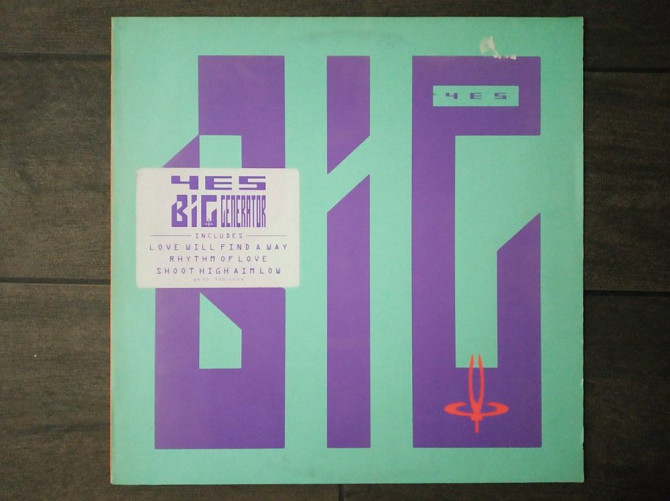 BiG
YES
YES
BiG GENERATOR
INCLUDES
LOVE WILL FIND A WAY
RHYTHM OF LOVE
SHOOT HIGH AIM LOW